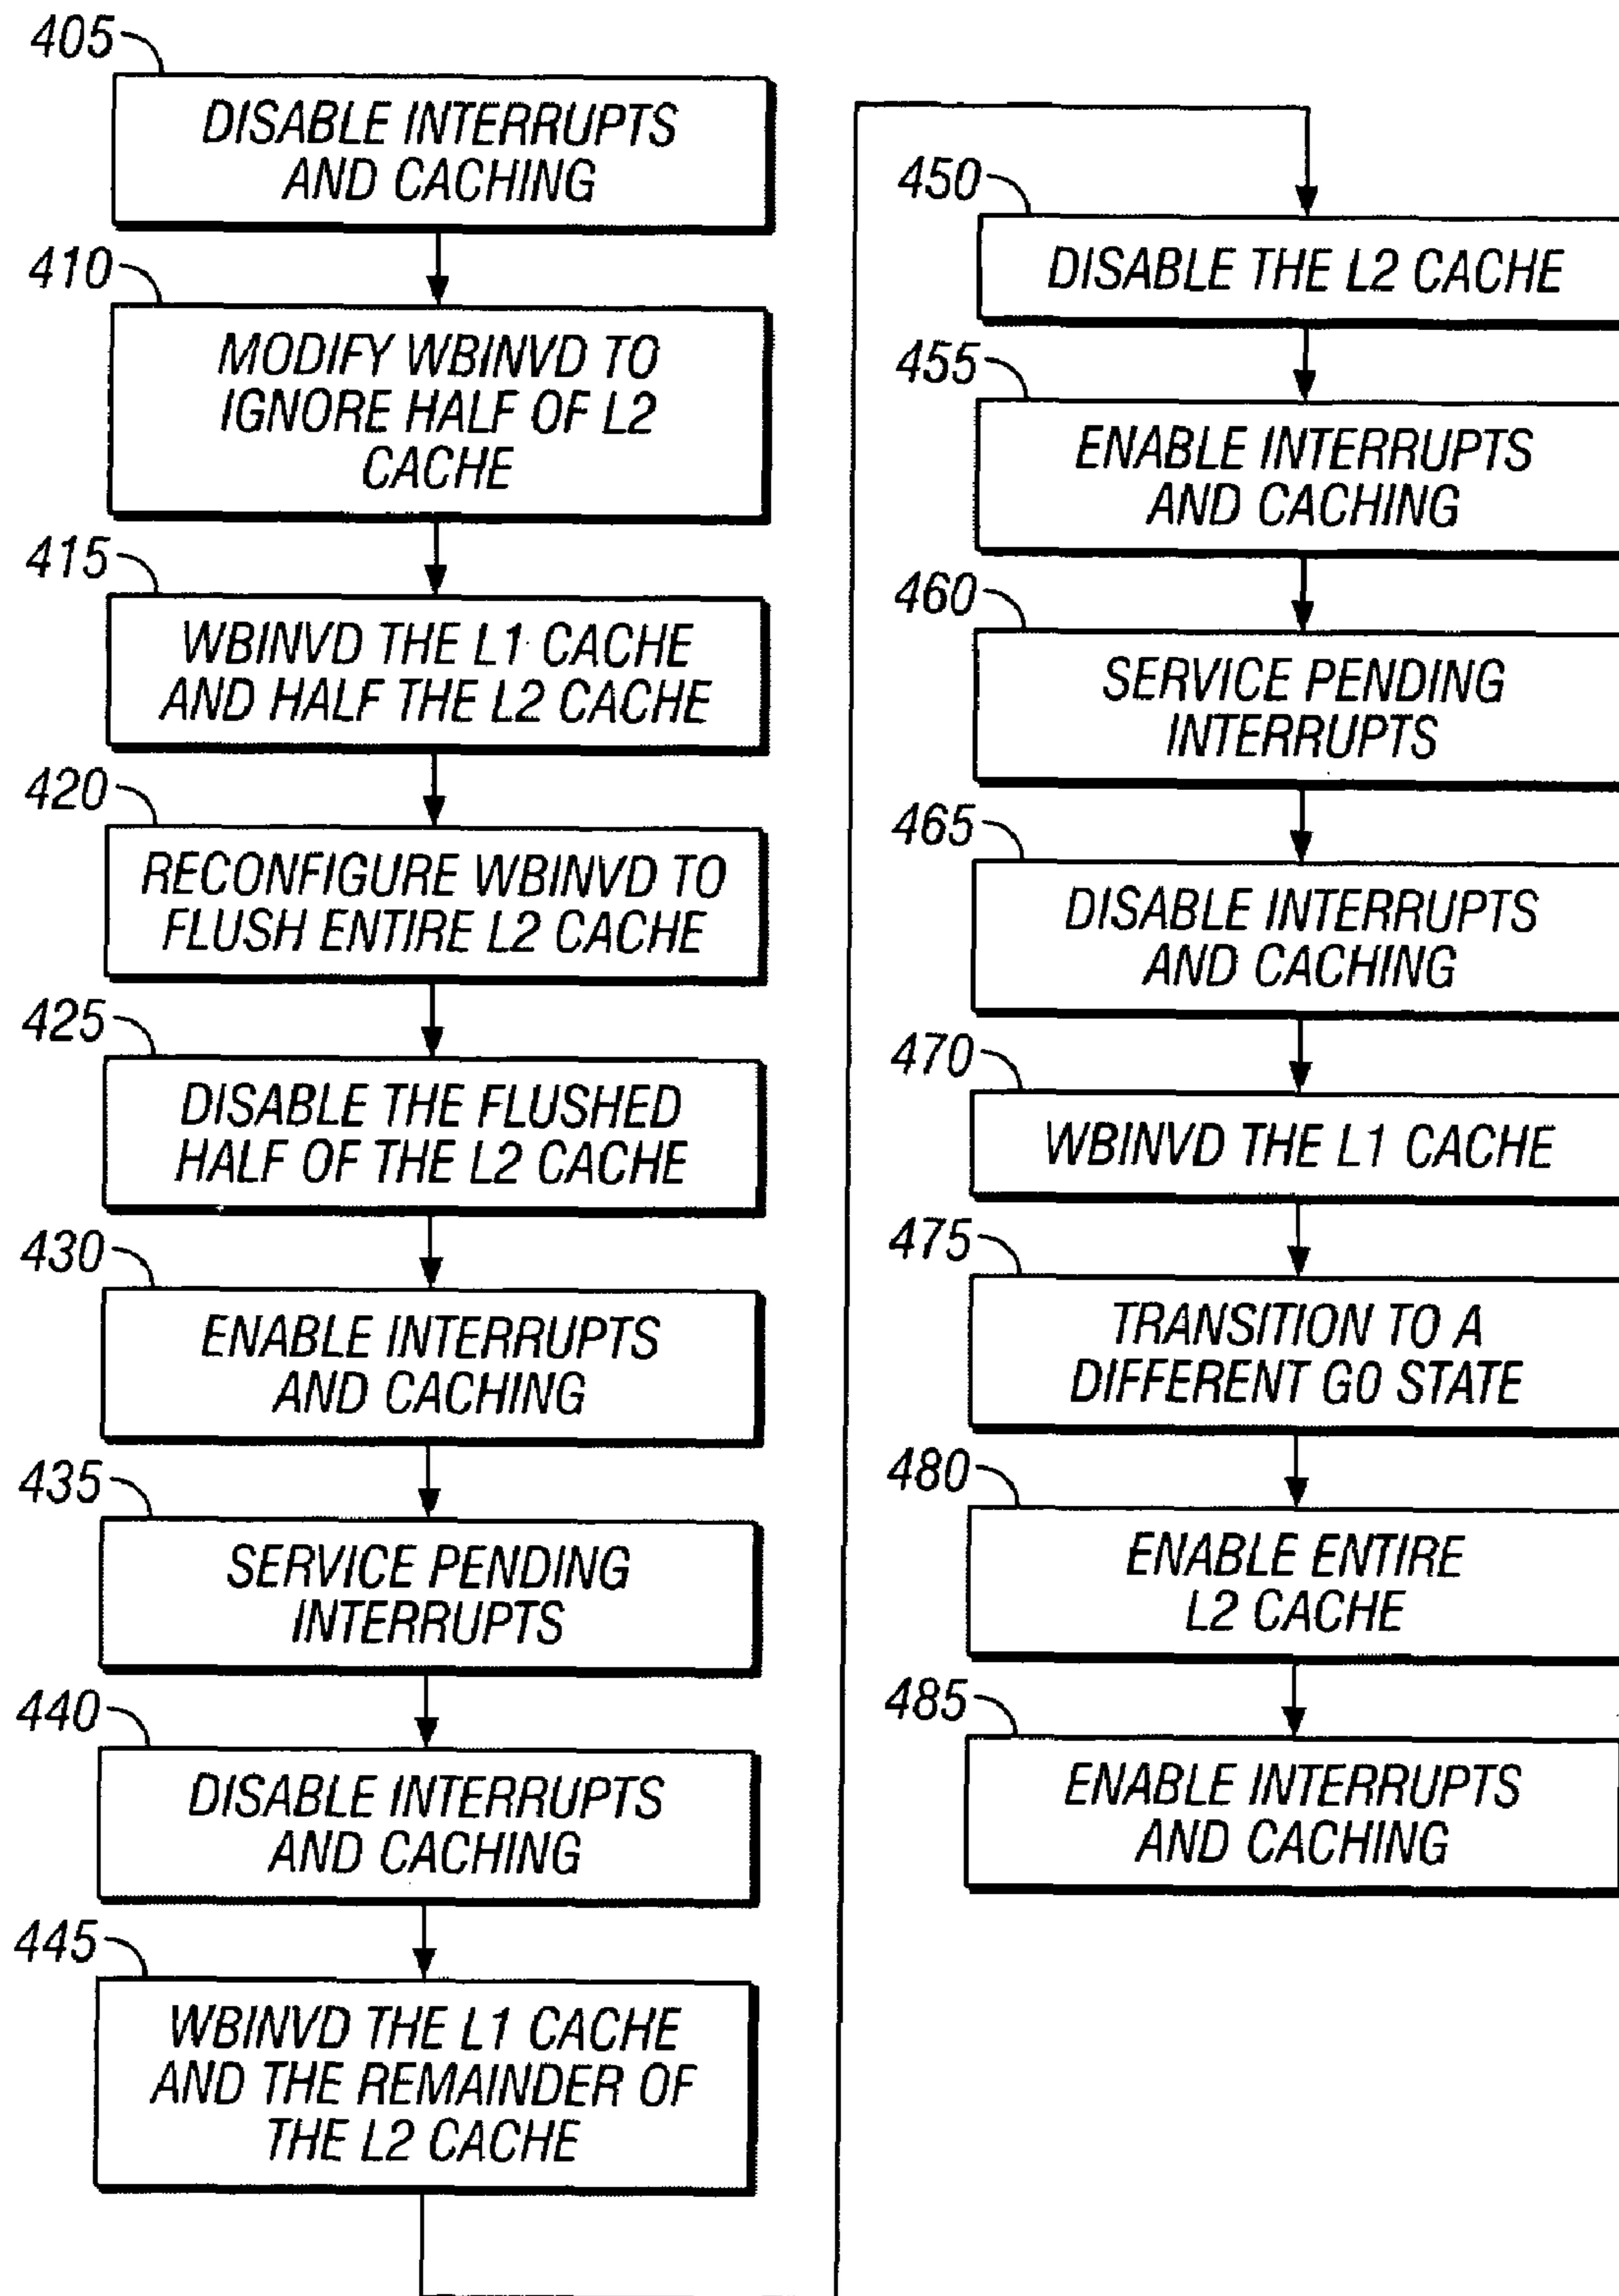 405
DISABLE INTERRUPTS
AND CACHING
410
MODIFY WBINVD TO
IGNORE HALF OF L2
CACHE
415
WBINVD THE L1 CACHE
AND HALF THE L2 CACHE
420
RECONFIGURE WBINVD TO
FLUSH ENTIRE L2 CACHE
425
DISABLE THE FLUSHED
HALF OF THE L2 CACHE
430
ENABLE INTERRUPTS
AND CACHING
435
SERVICE PENDING
INTERRUPTS
440
DISABLE INTERRUPTS
AND CACHING
445
WBINVD THE L1 CACHE
AND THE REMAINDER OF
THE L2 CACHE
450
DISABLE THE L2 CACHE
455
ENABLE INTERRUPTS
AND CACHING
460
SERVICE PENDING
INTERRUPTS
465
DISABLE INTERRUPTS
AND CACHING
470
WBINVD THE L1 CACHE
475
TRANSITION TO A
DIFFERENT G0 STATE
480
ENABLE ENTIRE
L2 CACHE
485
ENABLE INTERRUPTS
AND CACHING